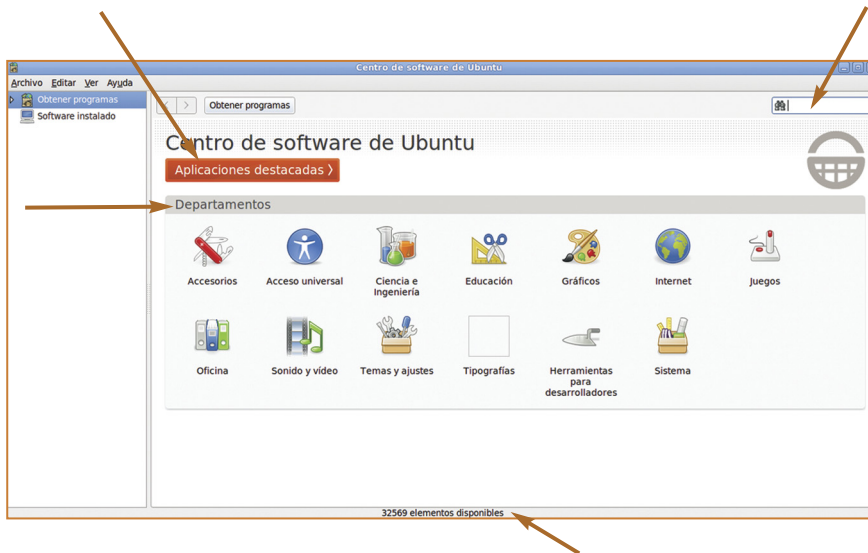 Centro de software de Ubuntu
Archivo Editar Ver Ayuda
Obtener programas
Software instalado
Obtener programas
Centro de software de Ubuntu
Aplicaciones destacadas
Departamentos
Accesorios
Acceso universal
Ciencia e
Ingeniería
Educación
Gráficos
Internet
Juegos
Oficina
Sonido y vídeo
Temas y ajustes
Tipografías
Herramientas
para
desarrolladores
Sistema
32569 elementos disponibles